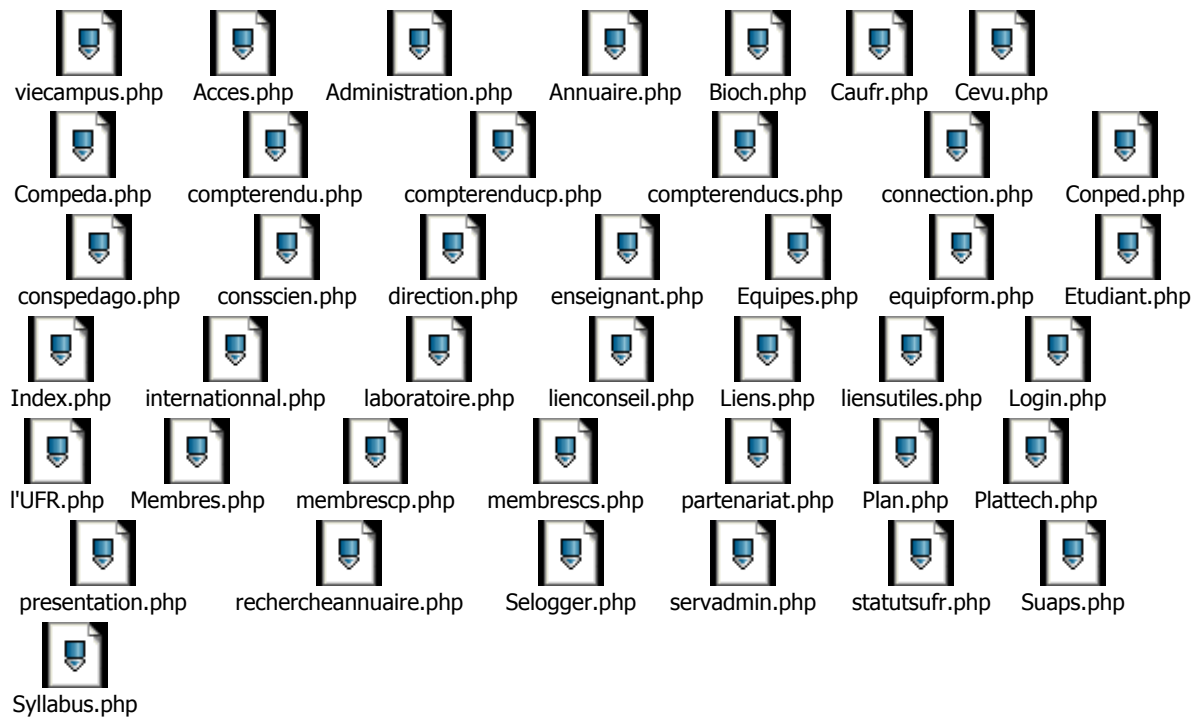 viecampus.php Acces.php Administration.php Annuaire.php Bioch.php Caufr.php Cevu.php
Compeda.php compterendu.php compterenducp.php compterenducs.php connection.php Conped.php
conspedago.php consscien.php direction.php enseignant.php Equipes.php equipform.php Etudiant.php
Index.php internationnal.php laboratoire.php lienconseil.php Liens.php liensutiles.php Login.php
l'UFR.php Membres.php membrescp.php membrescs.php partenariat.php Plan.php Plattech.php
presentation.php rechercheannuaire.php Selogger.php servadmin.php statutsufr.php Suaps.php
Syllabus.php